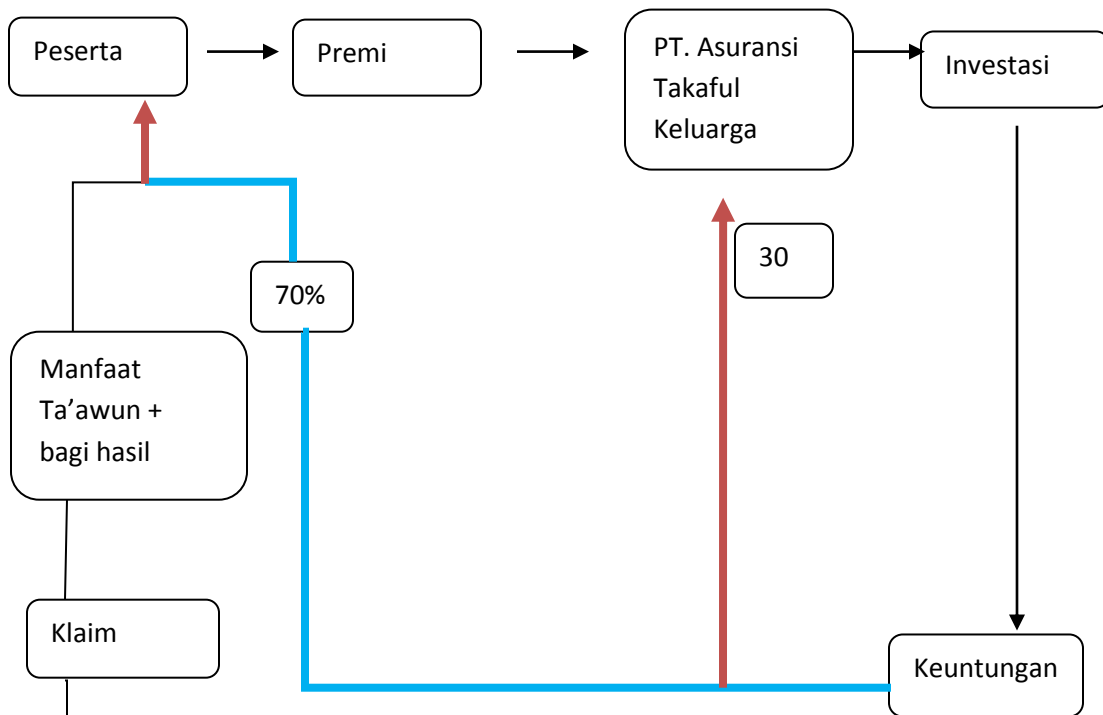 Peserta
Premi
PT. Asuransi
Takaful
Keluarga
Investasi
30
70%
Manfaat
Ta’awun +
bagi hasil
Klaim
Keuntungan